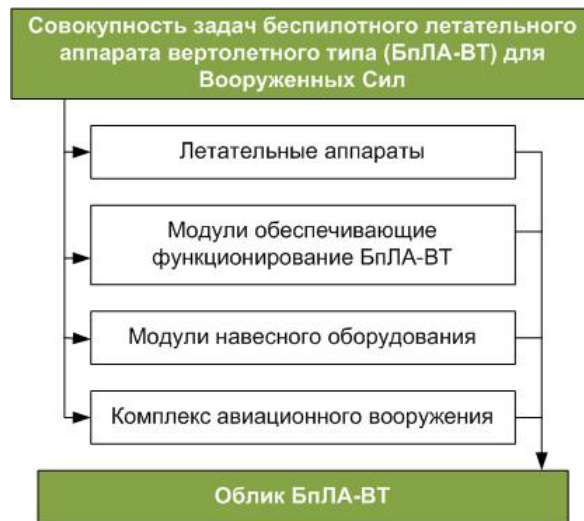 Совокупность задач беспилотного летательного
аппарата вертолетного типа (БпЛА-ВТ) для
Вооруженных Сил
Летательные аппараты
Модули обеспечивающие
функционирование БпЛА-ВТ
Модули навесного оборудования
Комплекс авиационного вооружения
Облик БпЛА-ВТ